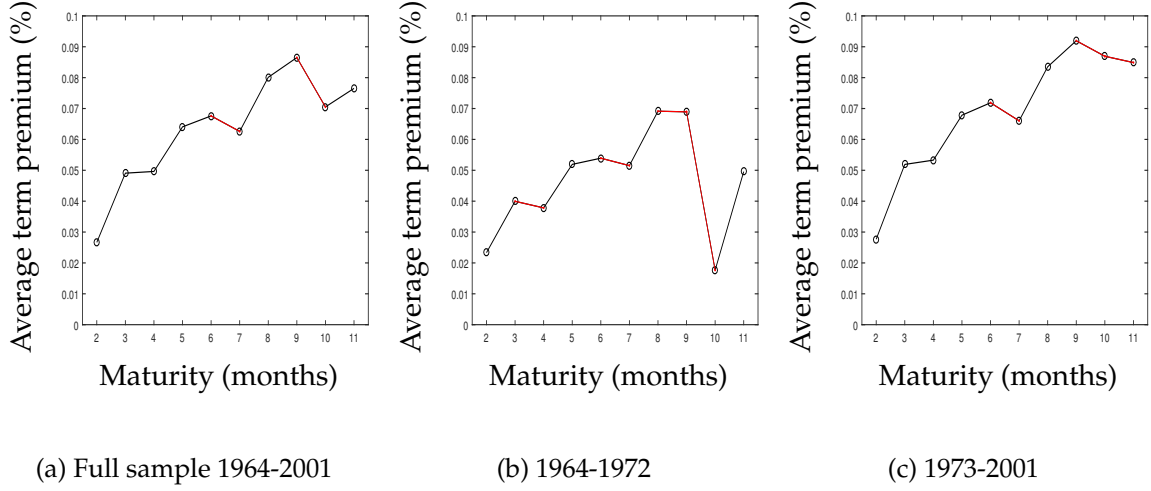 Average term premium (%)
0.1
0.09
0.08
0.07
0.06
0.05
0.04
0.03
0.02
0.01
0
2 3 4 5 6 7 8 9 10 11
Maturity (months)
(a) Full sample 1964-2001
Average term premium (%)
0.1
0.09
0.08
0.07
0.06
0.05
0.04
0.03
0.02
0.01
0
2 3 4 5 6 7 8 9 10 11
Maturity (months)
(b) 1964-1972
Average term premium (%)
0.1
0.09
0.08
0.07
0.06
0.05
0.04
0.03
0.02
0.01
0
2 3 4 5 6 7 8 9 10 11
Maturity (months)
(c) 1973-2001